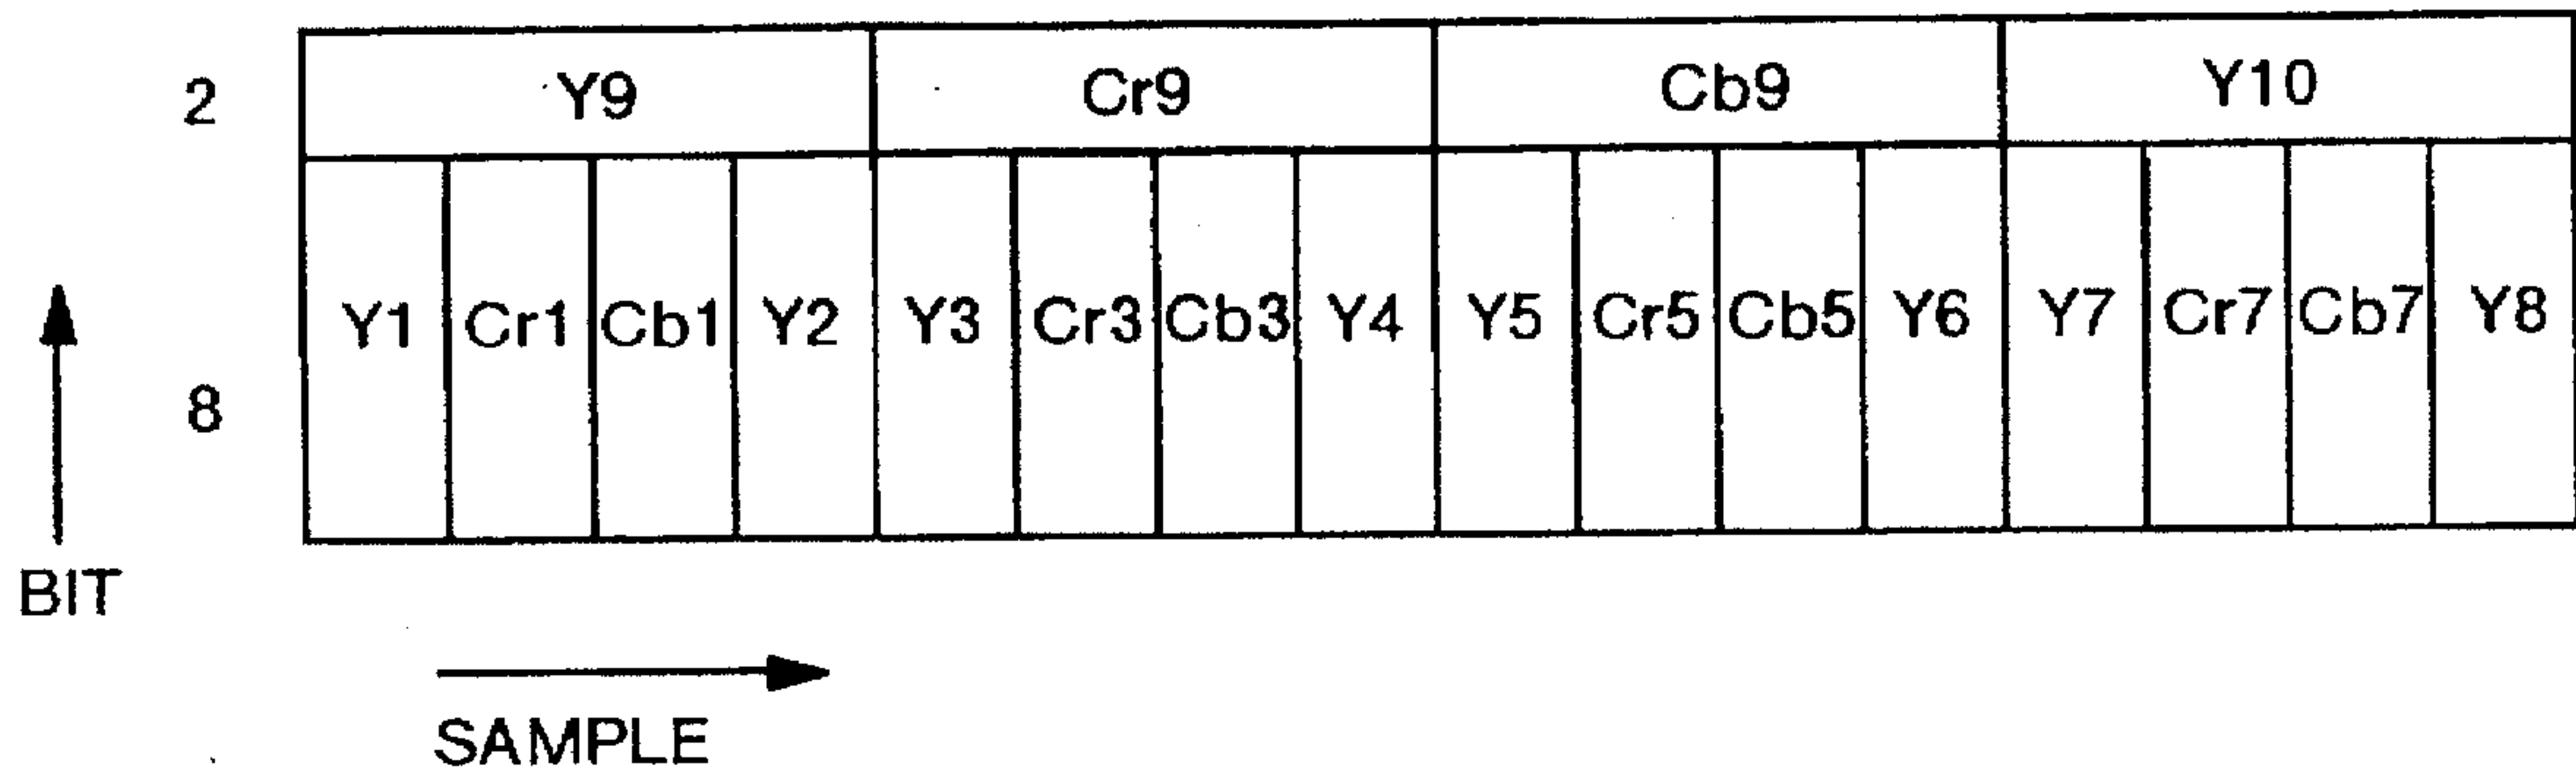 2 Y9 Cr9 Cb9 Y10
Y1 Cr1 Cb1 Y2 Y3 Cr3 Cb3 Y4 Y5 Cr5 Cb5 Y6 Y7 Cr7 Cb7 Y8
8
BIT
SAMPLE